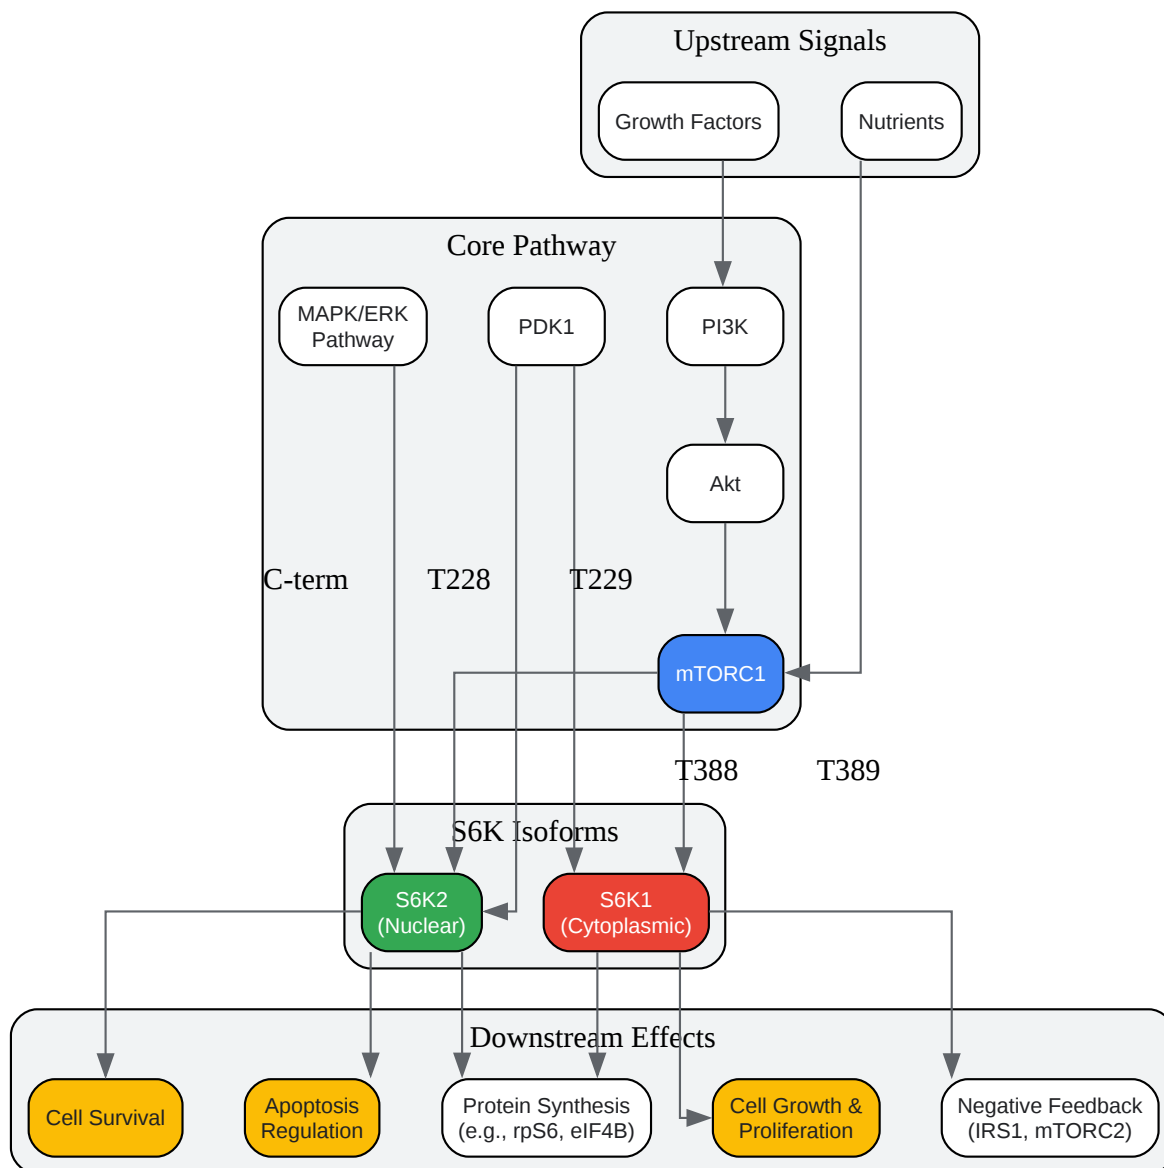 Upstream Signals
Growth Factors
Nutrients
Core Pathway
MAPK/ERK
Pathway
PDK1
PI3K
Akt
C-term
T228
T229
mTORC1
T388
T389
S6K Isoforms
S6K2
(Nuclear)
S6K1
(Cytoplasmic)
Downstream Effects
Cell Survival
Apoptosis
Regulation
Protein Synthesis
(e.g., rpS6, eIF4B)
Cell Growth &
Proliferation
Negative Feedback
(IRS1, mTORC2)